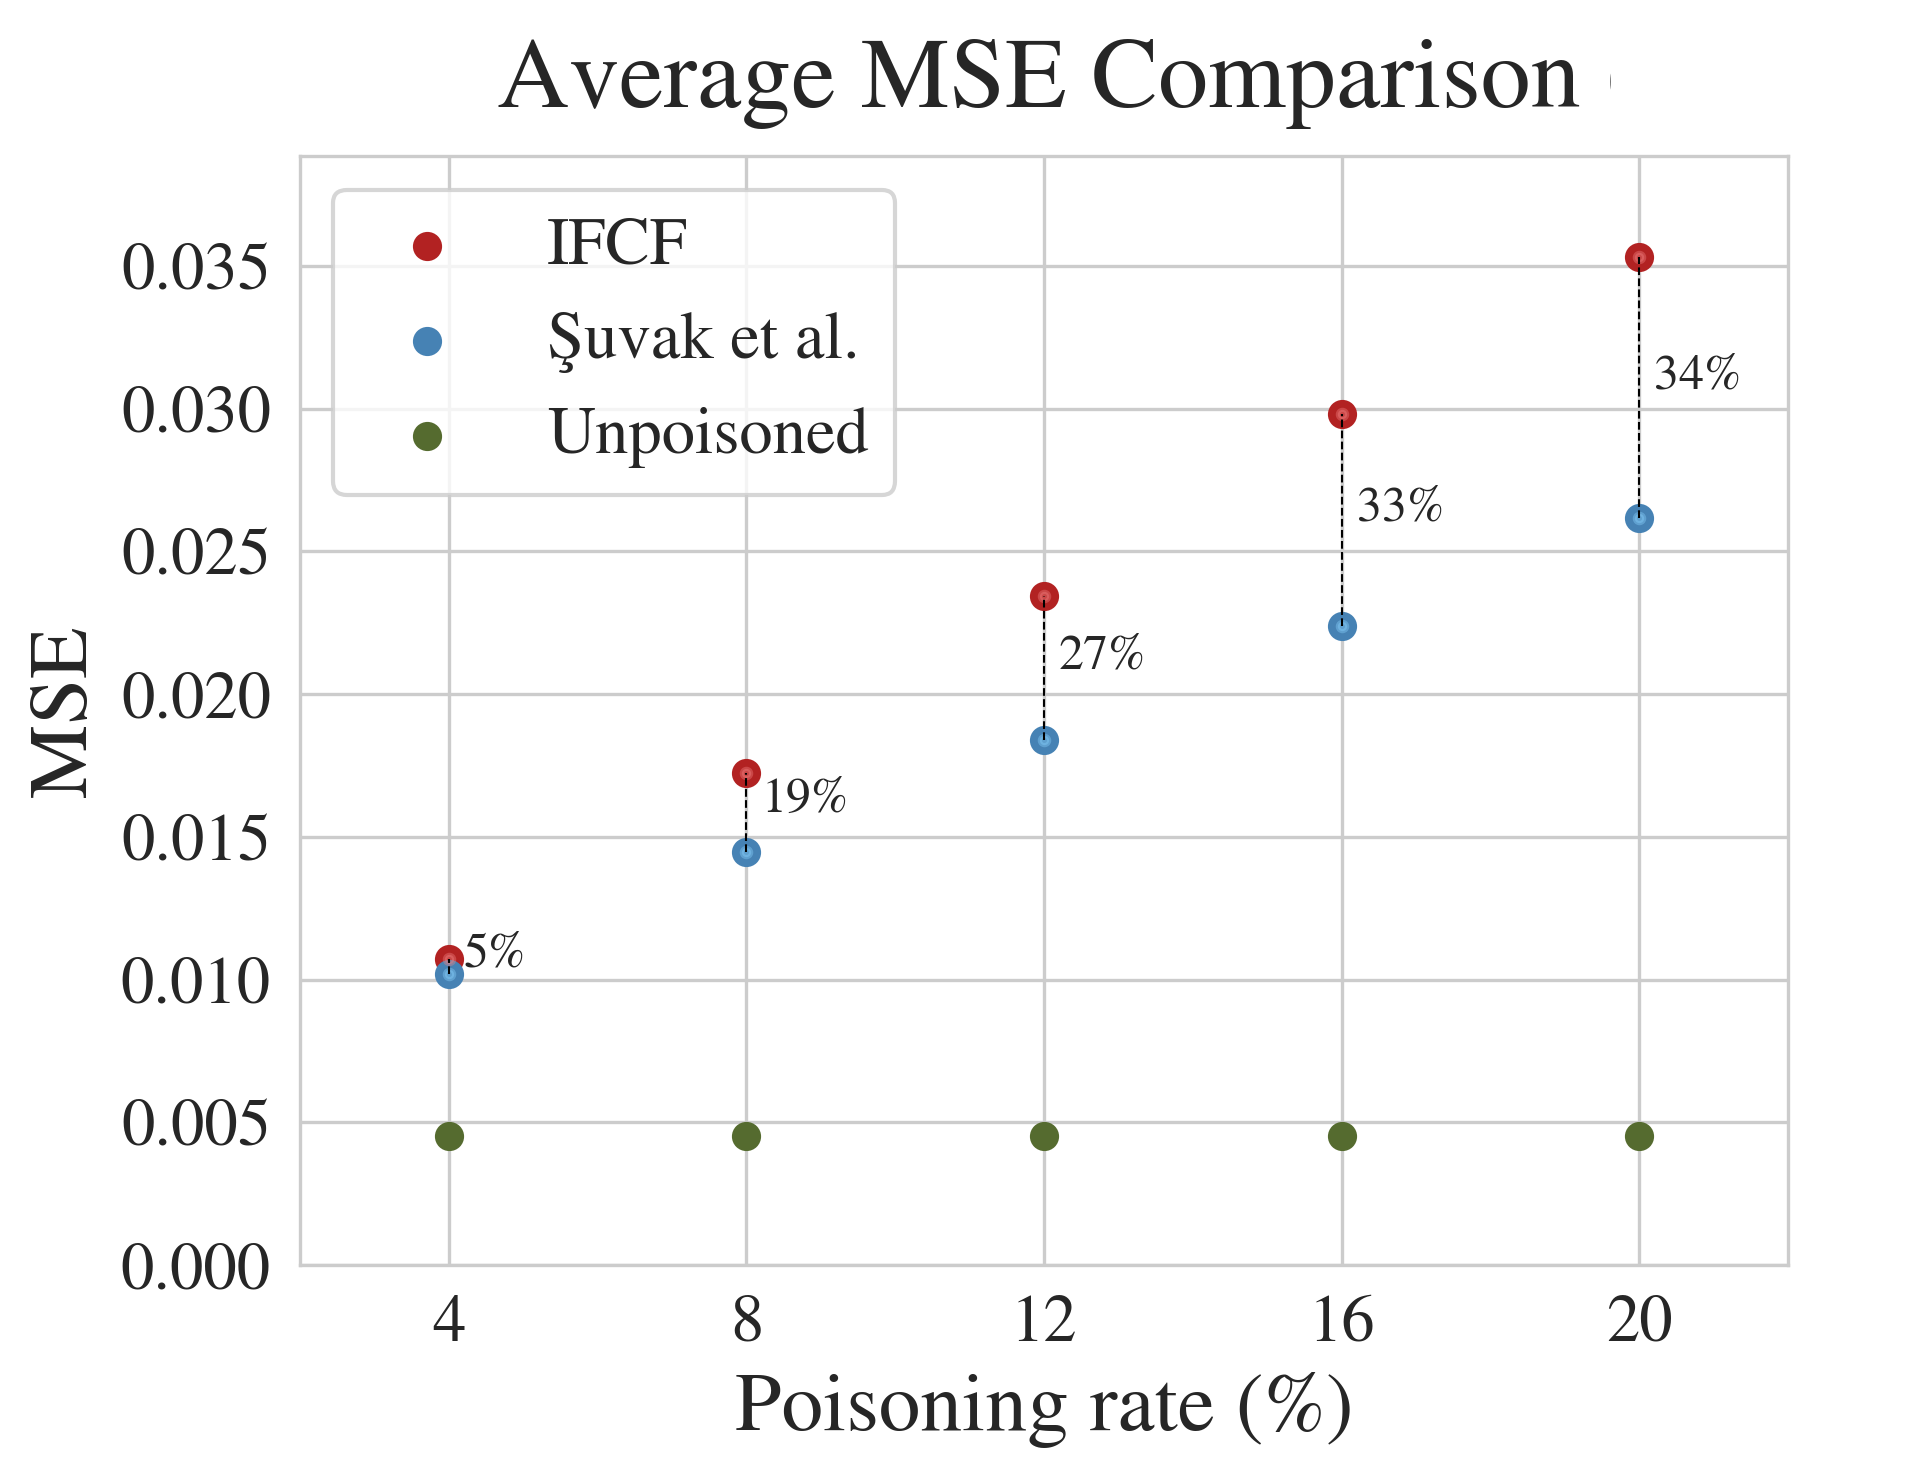 Average MSE Comparison
IFCF
Şuvak et al.
Unpoisoned
0.035
0.030
0.025
0.020
0.015
0.010
0.005
0.000
MSE
34%
33%
27%
19%
5%
4 8 12 16 20
Poisoning rate (%)